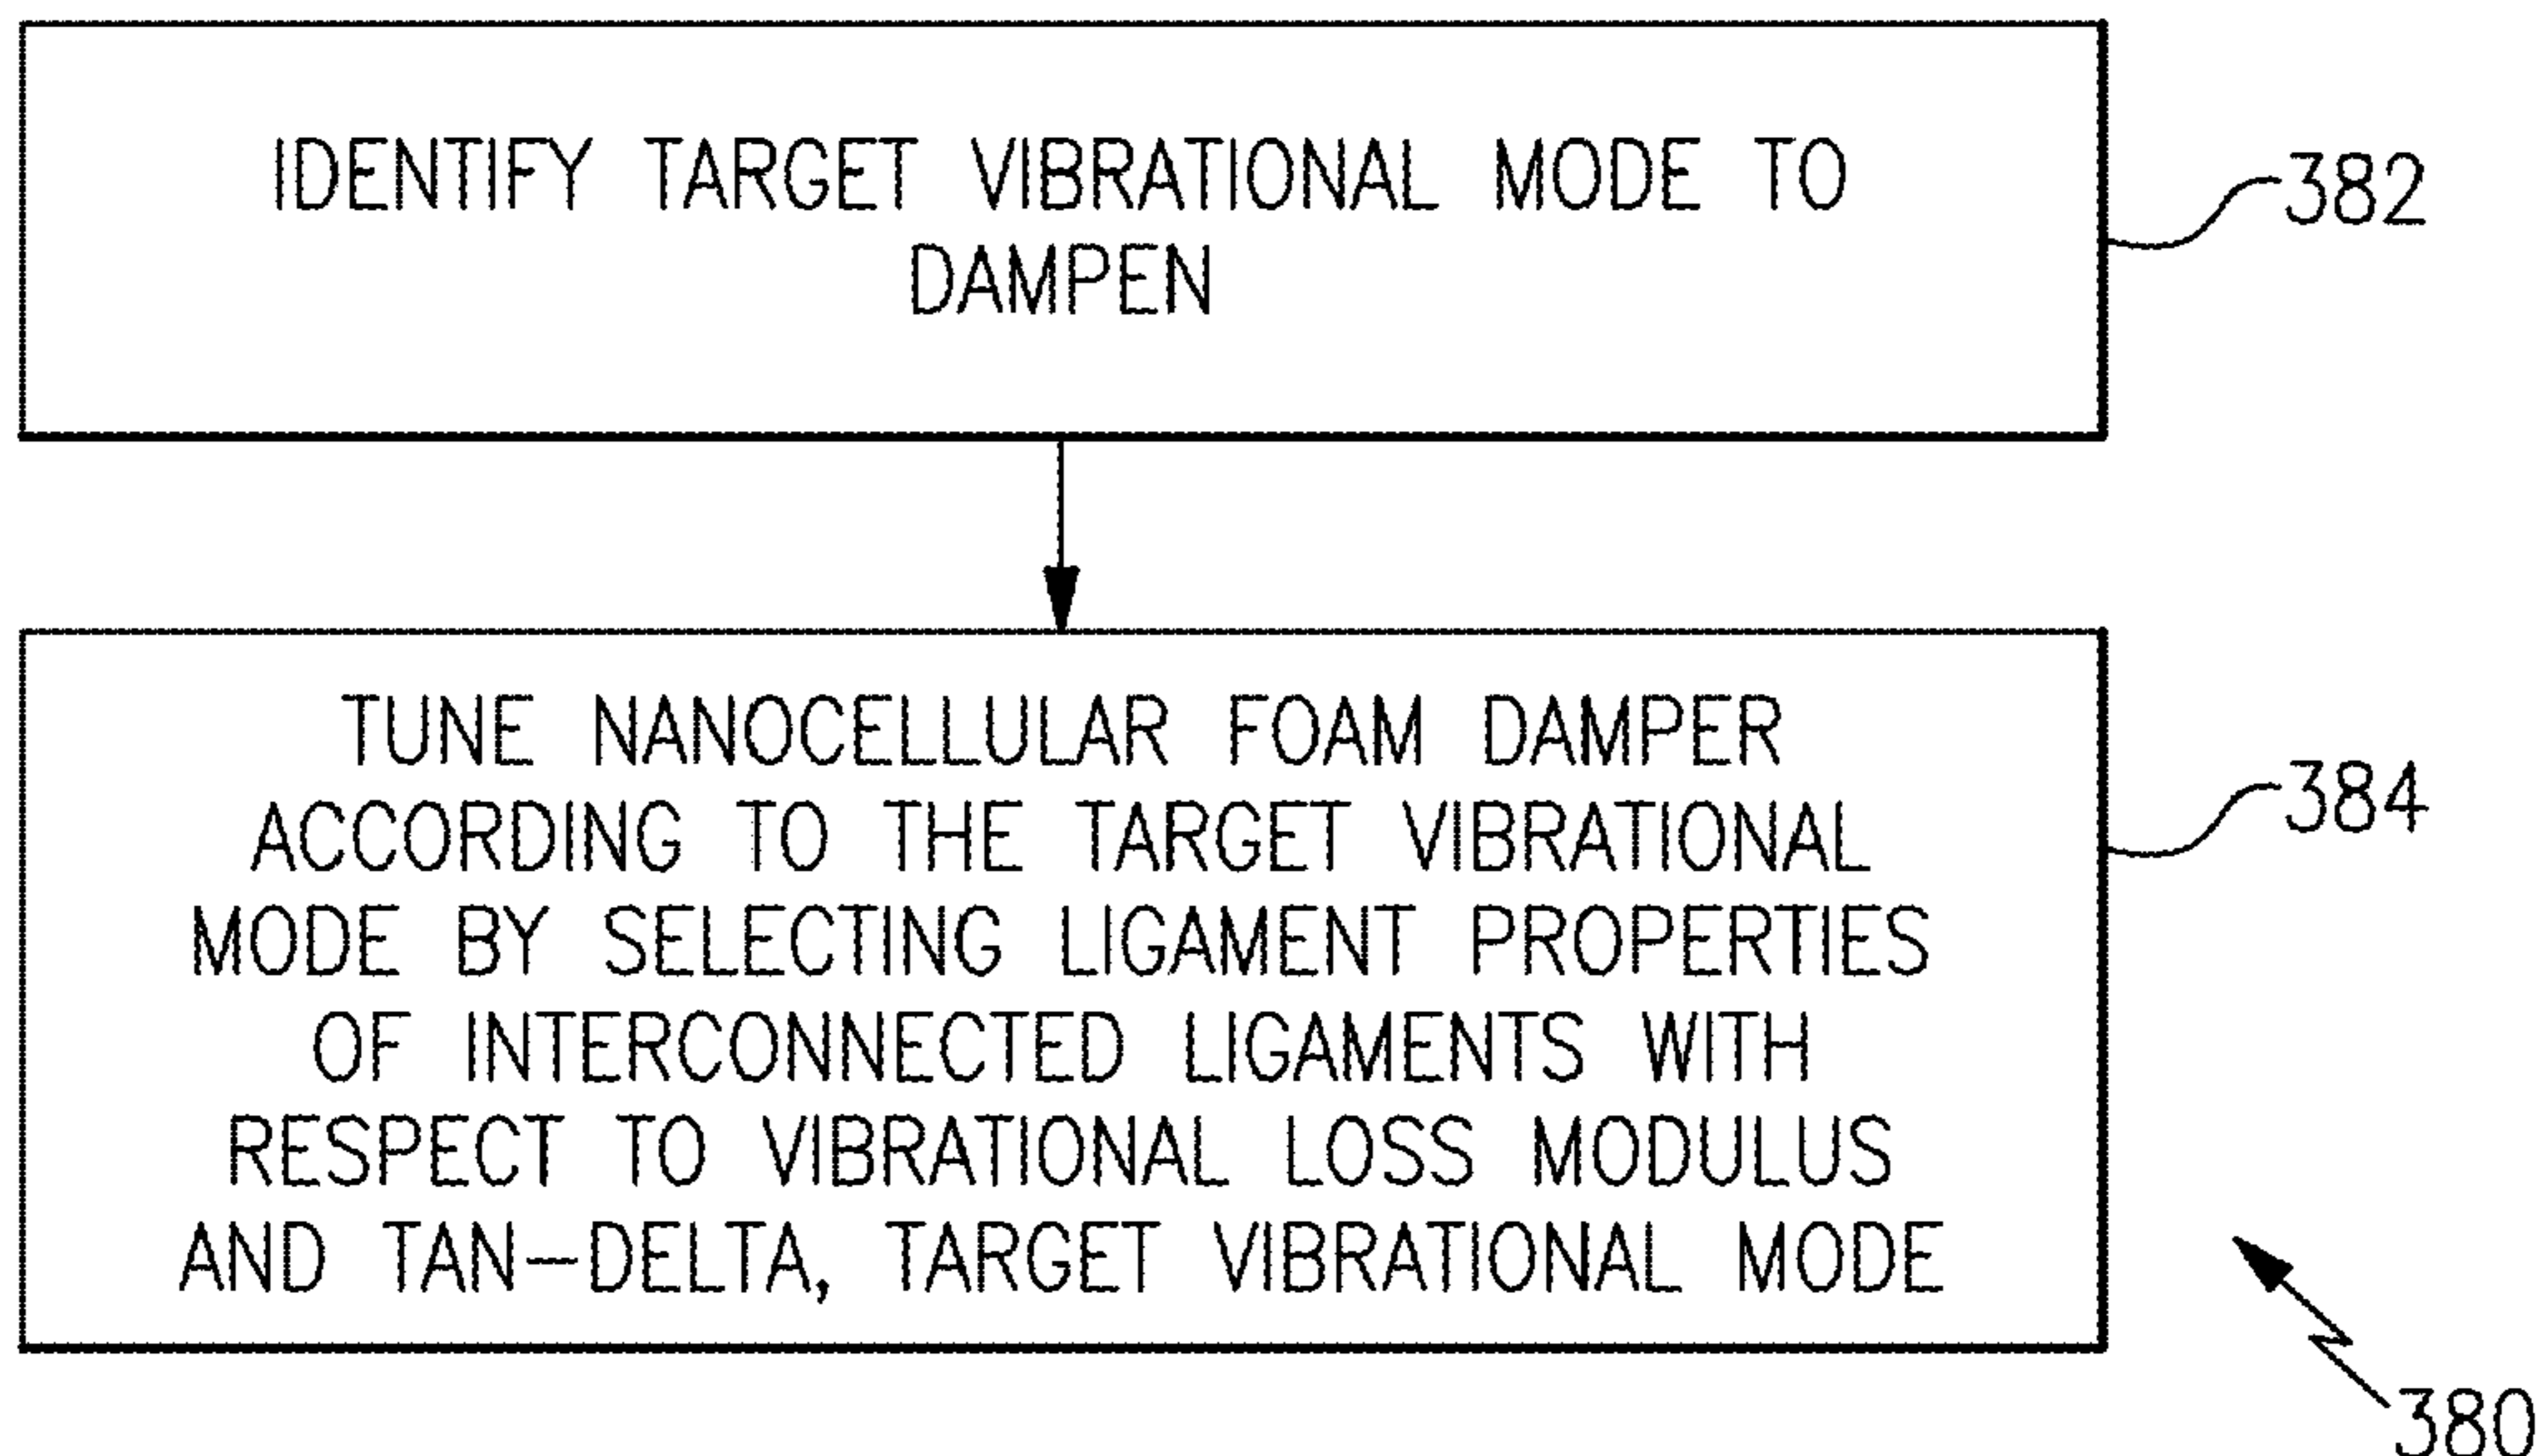 IDENTIFY TARGET VIBRATIONAL MODE TO
DAMPEN
382
TUNE NANOCELLULAR FOAM DAMPER
ACCORDING TO THE TARGET VIBRATIONAL
MODE BY SELECTING LIGAMENT PROPERTIES
OF INTERCONNECTED LIGAMENTS WITH
RESPECT TO VIBRATIONAL LOSS MODULUS
AND TAN-DELTA, TARGET VIBRATIONAL MODE
384
380